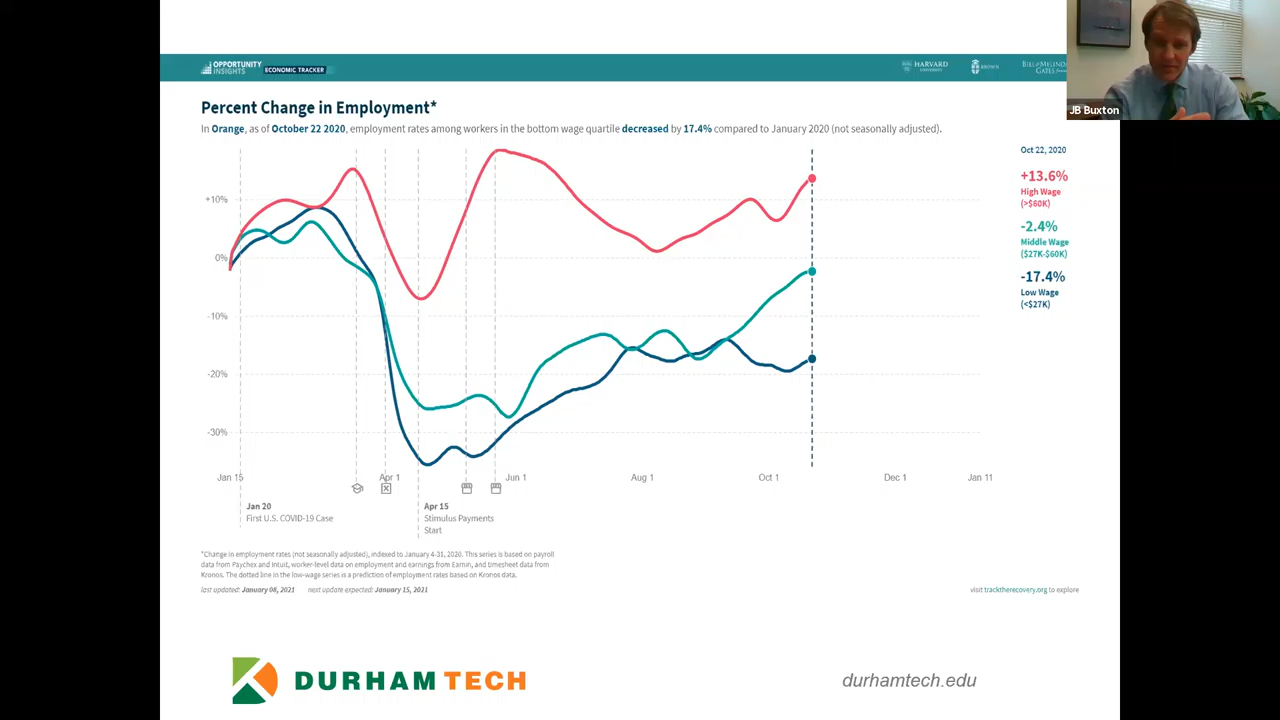 OPPORTUNITY
INSIGHTS
ECONOMIC TRACKER
HARVARD
UNIVERSITY
BROWN
BILL & MELIND
GATES
JB Buxton
Percent Change in Employment*
In Orange, as of October 22 2020, employment rates among workers in the bottom wage quartile decreased by 17.4% compared to January 2020 (not seasonally adjusted).
Oct 22, 2020
+13.6%
High Wage
(>$60K)
-2.4%
Middle Wage
($27K-$60K)
-17.4%
Low Wage
(<$27K)
+10%
0%
-10%
-20%
-30%
Jan 15
Apr 1
Jun 1
Aug 1
Oct 1
Dec 1
Jan 11
Jan 20
First U.S. COVID-19 Case
Apr 15
Stimulus Payments
Start
*Change in employment rates (not seasonally adjusted), indexed to January 4-31, 2020. This series is based on payroll
data from Paychex and Intuit, worker-level data on employment and earnings from Earnin, and timesheet data from
Kronos. The dotted line in the low-wage series is a prediction of employment rates based on Kronos data.
last updated: January 08, 2021 next update expected: January 15, 2021
visit tracktherecovery.org to explore
DURHAM TECH
durhamtech.edu